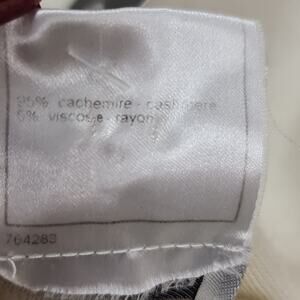 95% cachemire - cashmere
5% viscose - rayon
764283